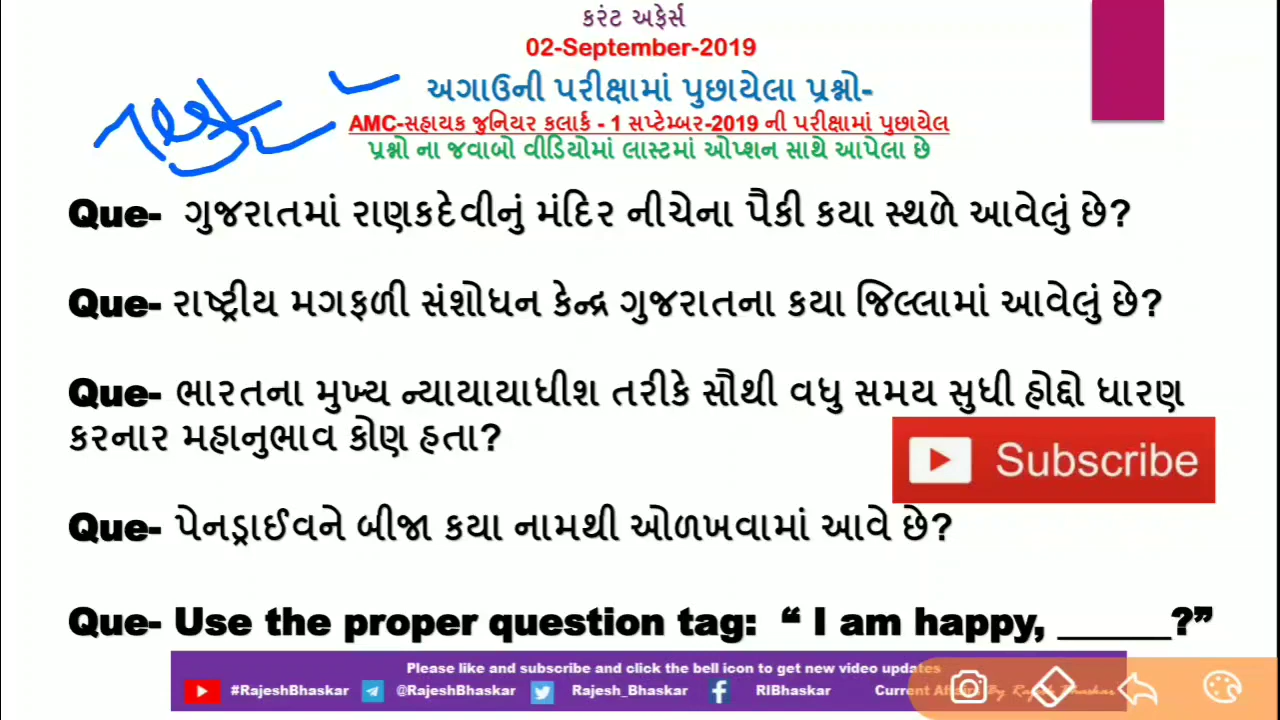 કરંટ અફેર્સ
02-September-2019
અગાઉની પરીક્ષામાં પુછાયેલા પ્રશ્નો-
AMC-સહાયક જુનિયર કલાર્ક - 1 સપ્ટેમ્બર-2019 ની પરીક્ષામાં પુછાયેલ
પ્રશ્નો ના જવાબો વીડિયોમાં લાસ્ટમાં ઓપ્શન સાથે આપેલા છે
Que- ગુજરાતમાં રાણકદેવીનું મંદિર નીચેના પૈકી કયા સ્થળે આવેલું છે?
Que- રાષ્ટ્રીય મગફળી સંશોધન કેન્દ્ર ગુજરાતના કયા જિલ્લામાં આવેલું છે?
Que- ભારતના મુખ્ય ન્યાયાયાધીશ તરીકે સૌથી વધુ સમય સુધી હોદ્દો ધારણ
કરનાર મહાનુભાવ કોણ હતા?
Subscribe
Que- પેનડ્રાઈવને બીજા કયા નામથી ઓળખવામાં આવે છે?
Que- Use the proper question tag: “ I am happy, ______?”
Please like and subscribe and click the bell icon to get new video updates
#RajeshBhaskar @RajeshBhaskar Rajesh_Bhaskar RIBhaskar Current Affairs By Rajesh Bhaskar